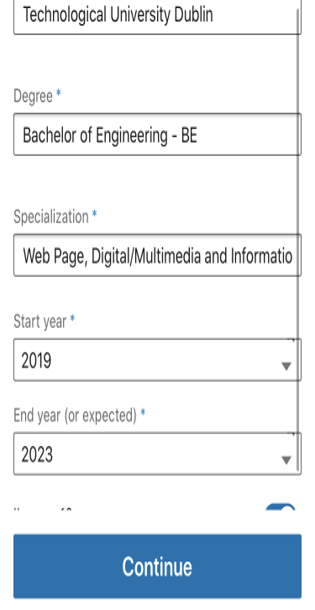 Technological University Dublin
Degree *
Bachelor of Engineering - BE
Specialization *
Web Page, Digital/Multimedia and Informatio
Start year *
2019
End year (or expected) *
2023
Continue